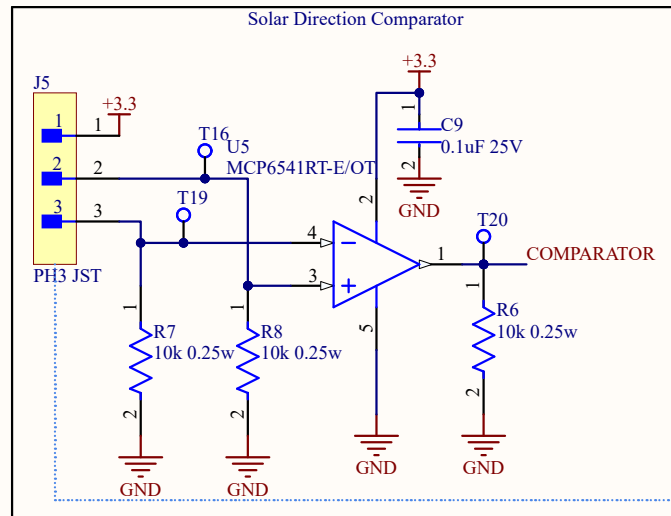 Solar Direction Comparator
J5
+3.3
+3.3
1
1
2
2
3
3
PH3 JST
T16
U5
MCP6541RT-E/OT
T19
1
C9
0.1uF 25V
2
GND
2
4
3
5
1
T20
COMPARATOR
1
R7
10k 0.25w
2
GND
1
R8
10k 0.25w
2
GND
GND
1
R6
10k 0.25w
2
GND